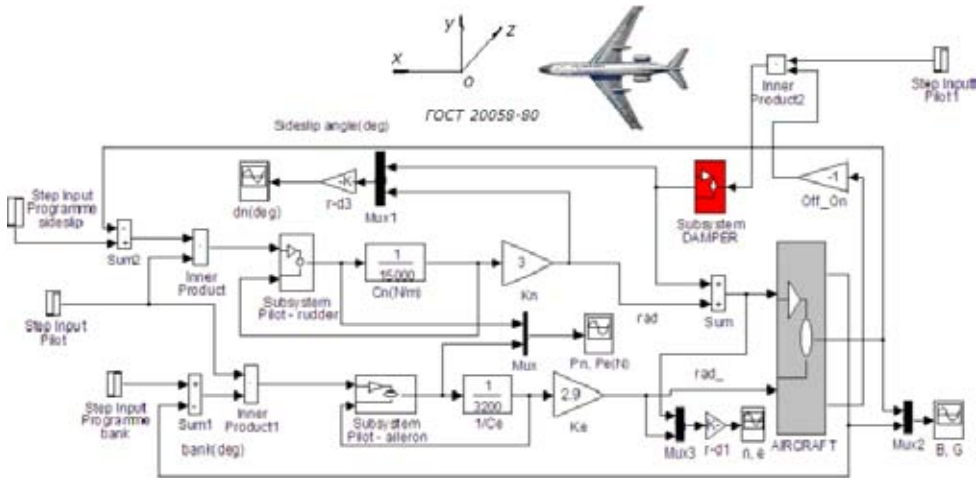 y
z
x
o
ГОСТ 20058-80
Step Inputt
Pilot1
Inner
Product2
Sideslip angle(deg)
-1
Off_On
Step Input
Programme
sideslip
dn(deg)
-K-
r-d3
Mux1
Subsystem
DAMPER
-
+
Sum2
Inner
Product
Subsystem
Pilot - rudder
1
15000
Cn(N/m)
3
Kn
rad
+
+
Sum
Step Input
Pilot
Mux
Pn, Pe(N)
rad_
Step Input
Programme
bank
+
-
Sum1
Inner
Product1
bank(deg)
Subsystem
Pilot - aileron
1
3200
1/Ce
2.9
Ke
Mux3
r-d1
n, e
AIRCRAFT
Mux2
B, G